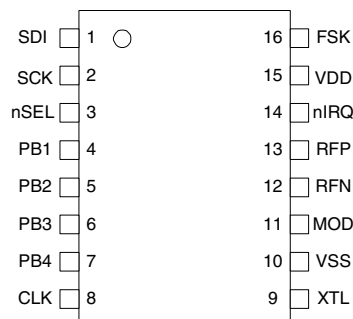 SDI 1 16 FSK
SCK 2 15 VDD
nSEL 3 14 nIRQ
PB1 4 13 RFP
PB2 5 12 RFN
PB3 6 11 MOD
PB4 7 10 VSS
CLK 8 9 XTL